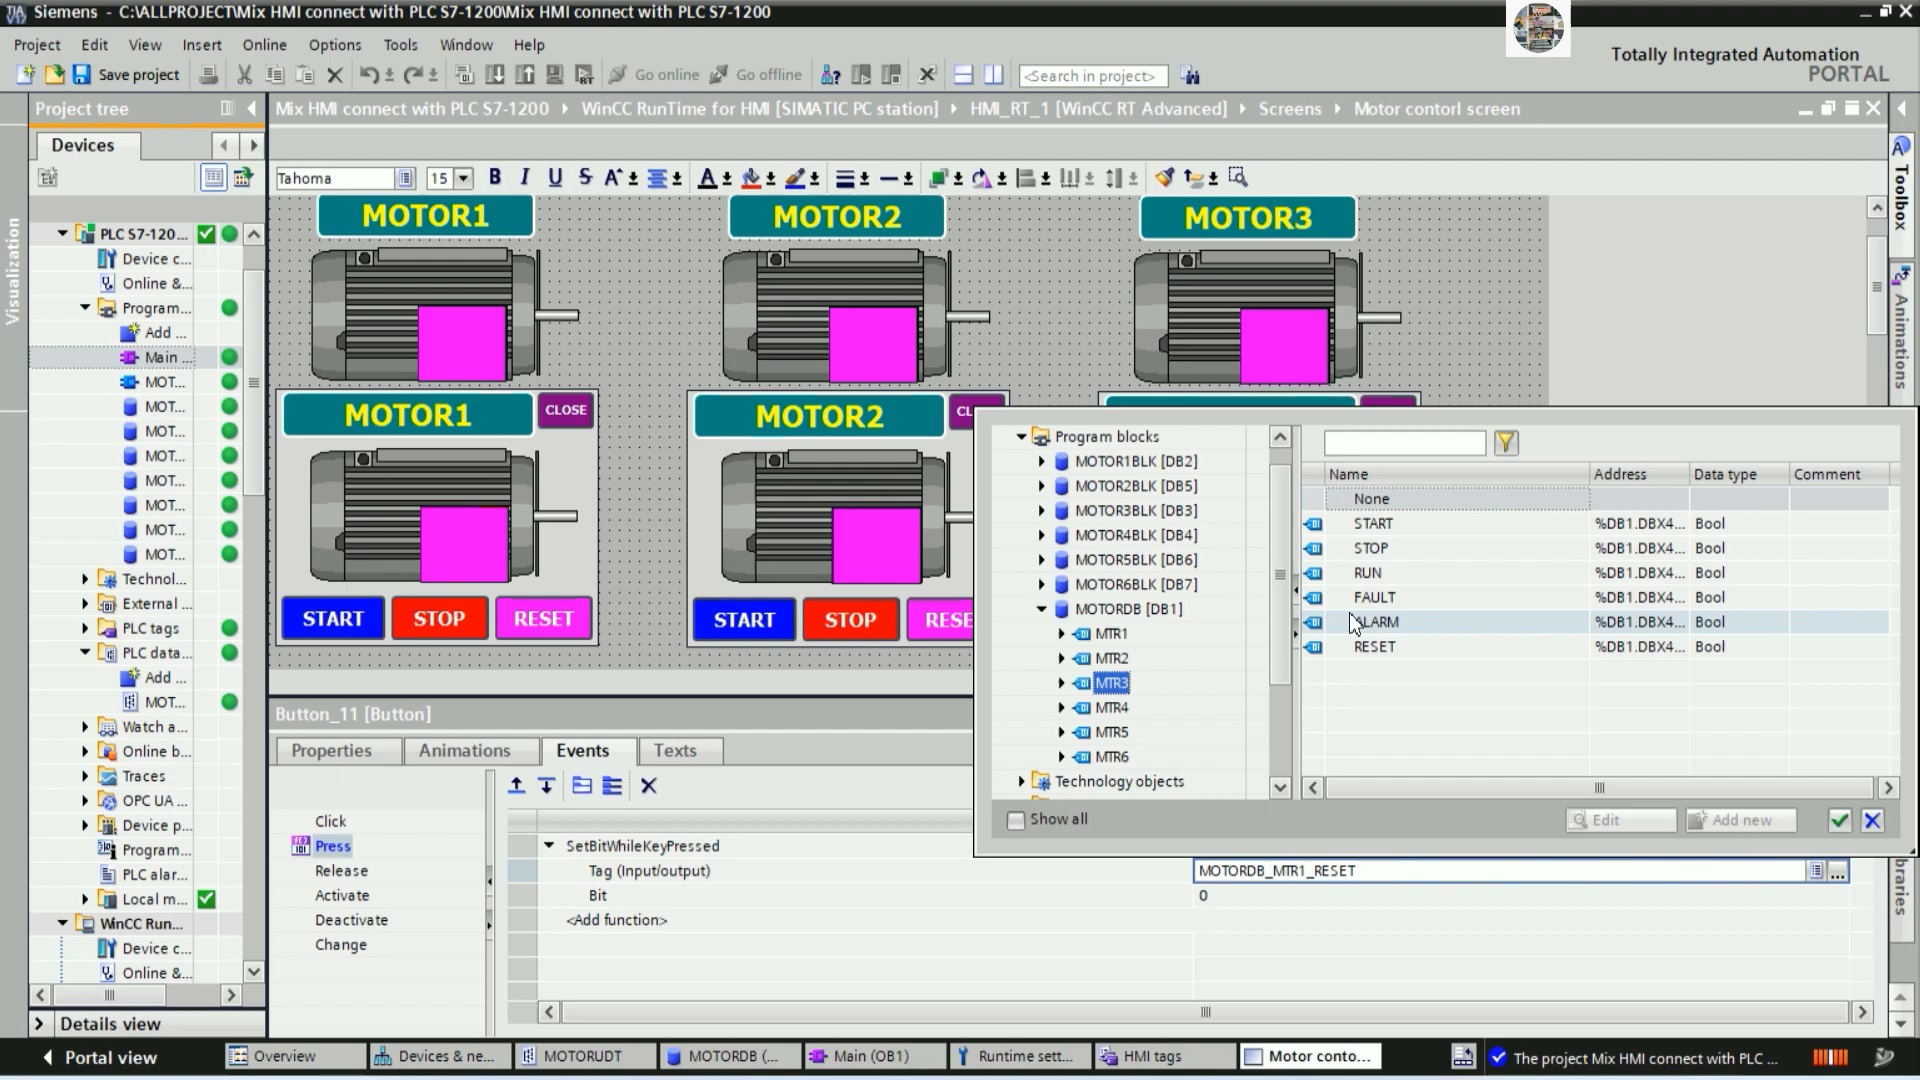 Siemens - C:\ALLPROJECT\Mix HMI connect with PLC S7-1200\Mix HMI connect with PLC S7-1200
Project Edit View Insert Online Options Tools Window Help
Totally Integrated Automation
PORTAL
Save project
Go online
Go offline
<Search in project>
Project tree
Mix HMI connect with PLC S7-1200 WinCC RunTime for HMI [SIMATIC PC station] HMI_RT_1 [WinCC RT Advanced] Screens Motor contorl screen
Devices
Tahoma 15 B I U S A
Visualization
Toolbox
Animations
braries
PLC S7-120...
Device c...
Online &...
Program...
Add ...
Main ...
MOT...
MOT...
MOT...
MOT...
MOT...
MOT...
MOT...
MOT...
Technol...
External ...
PLC tags
PLC data...
Add ...
MOT...
Watch a...
Online b...
Traces
OPC UA ...
Device p...
Program...
PLC alar...
Local m...
WinCC Run...
Device c...
Online &...
Details view
MOTOR1 MOTOR2 MOTOR3
MOTOR1 CLOSE
MOTOR2 CL
START STOP RESET
START STOP RESE
Program blocks
MOTOR1BLK [DB2]
MOTOR2BLK [DB5]
MOTOR3BLK [DB3]
MOTOR4BLK [DB4]
MOTOR5BLK [DB6]
MOTOR6BLK [DB7]
MOTORDB [DB1]
MTR1
MTR2
MTR3
MTR4
MTR5
MTR6
Technology objects
Name Address Data type Comment
None
START %DB1.DBX4... Bool
STOP %DB1.DBX4... Bool
RUN %DB1.DBX4... Bool
FAULT %DB1.DBX4... Bool
ALARM %DB1.DBX4... Bool
RESET %DB1.DBX4... Bool
Show all
Edit
Add new
Button_11 [Button]
Properties Animations Events Texts
Click
Press
Release
Activate
Deactivate
Change
SetBitWhileKeyPressed
Tag (Input/output) MOTORDB_MTR1_RESET
Bit 0
<Add function>
Portal view
Overview
Devices & ne...
MOTORUDT
MOTORDB (...
Main (OB1)
Runtime sett...
HMI tags
Motor conto...
The project Mix HMI connect with PLC ...